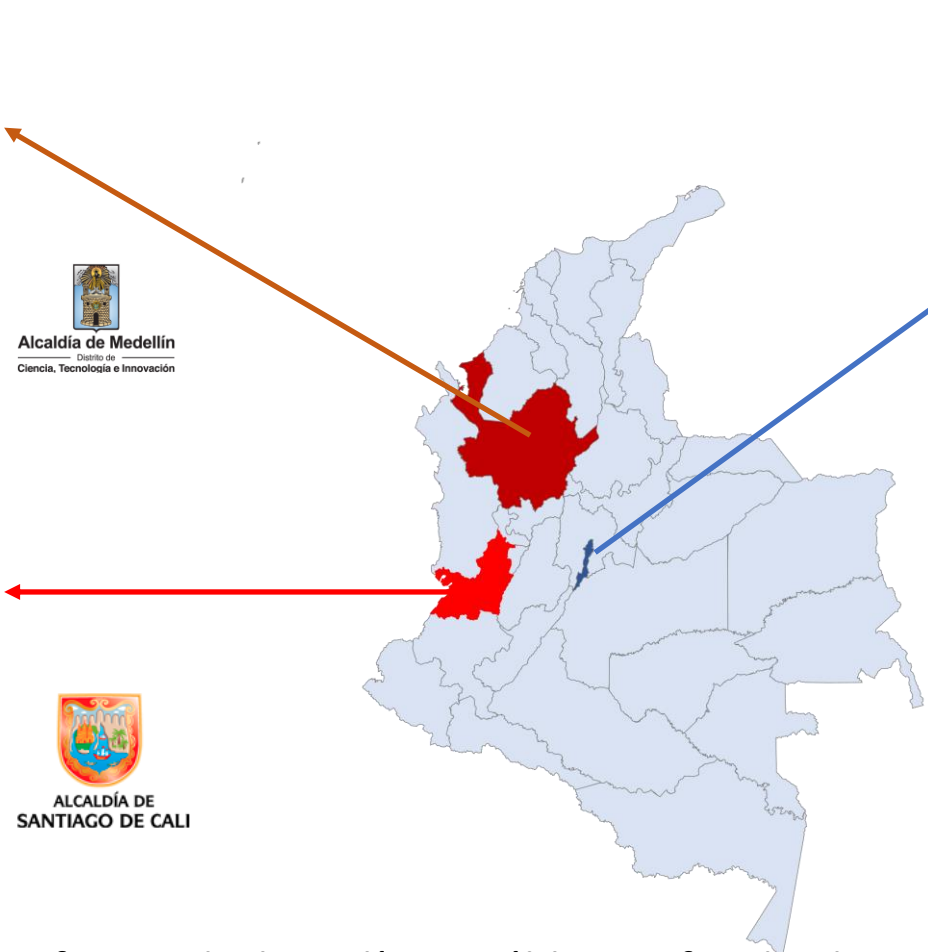 Alcaldía de Medellín
Distrito de
Ciencia, Tecnología e Innovación
ALCALDÍA DE
SANTIAGO DE CALI